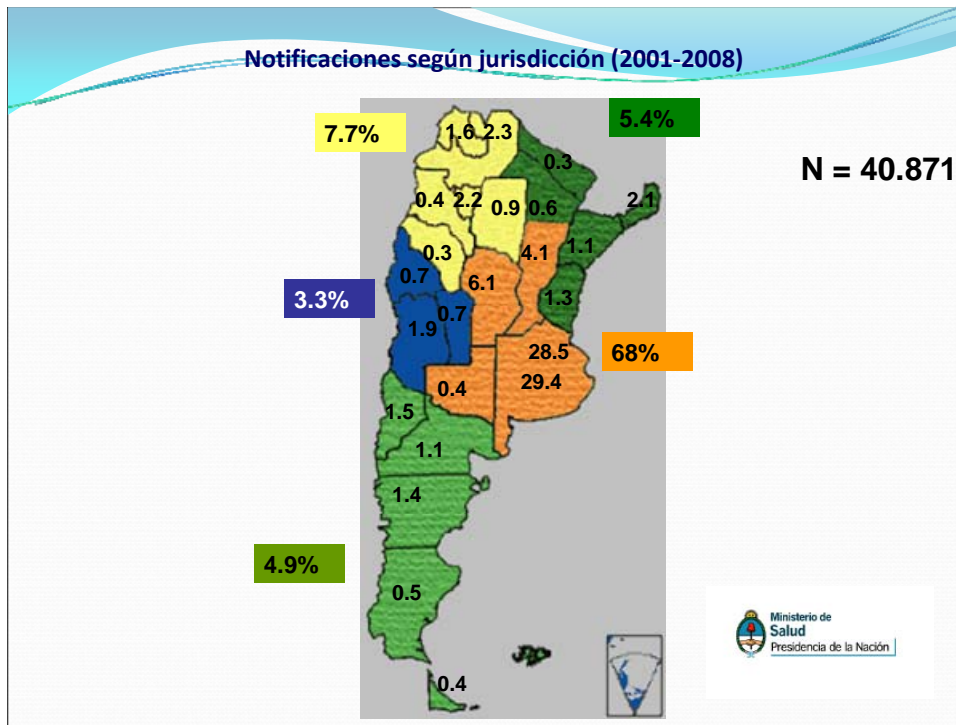 Notificaciones según jurisdicción (2001-2008)
5.4%
7.7%
1.6 2.3
0.3
N = 40.871
0.4 2.2 0.9 0.6 2.1
0.3 4.1 1.1
0.7 6.1
3.3% 0.7 1.3
1.9
28.5 68%
0.4 29.4
1.5
1.1
1.4
4.9%
0.5
Ministerio de
Salud
Presidencia de la Nación
0.4